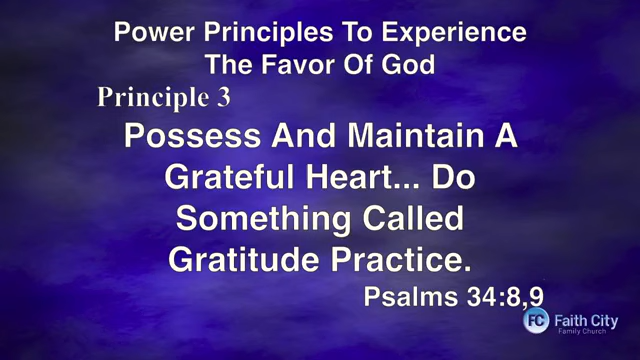 Power Principles To Experience
The Favor Of God
Principle 3
Possess And Maintain A
Grateful Heart... Do
Something Called
Gratitude Practice.
Psalms 34:8,9
FC Faith City
Family Church